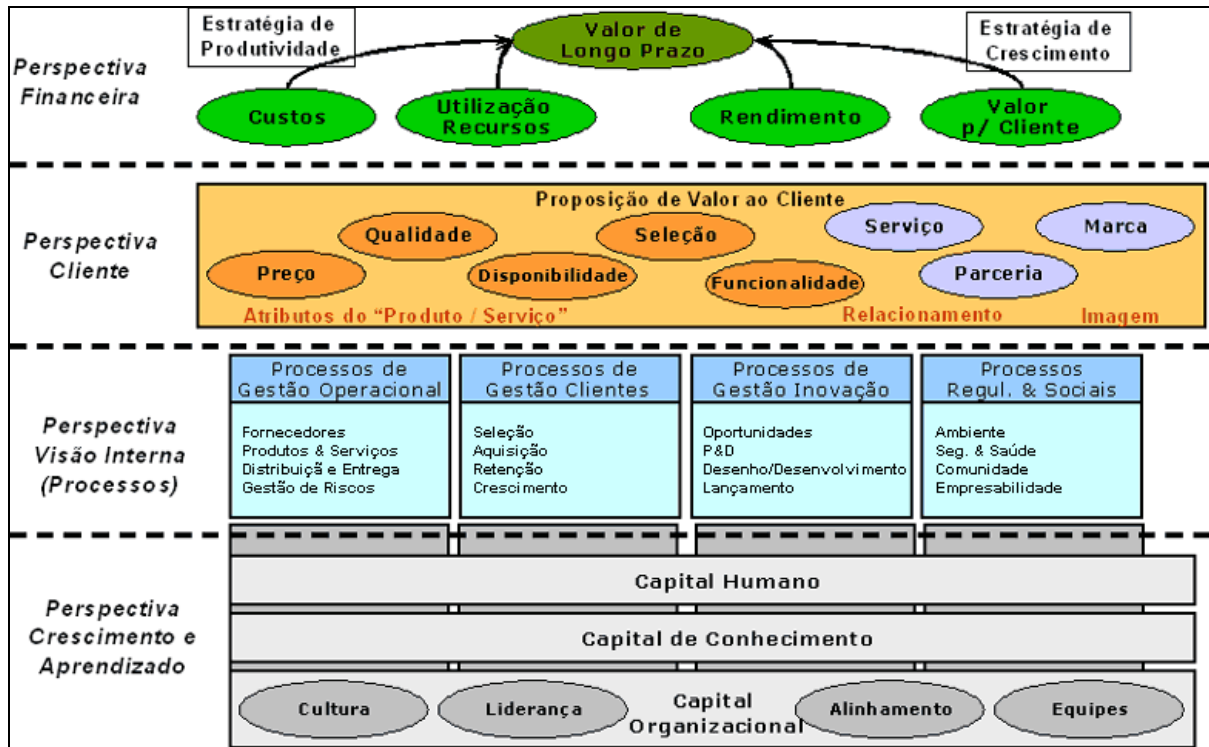 Estratégia de
Produtividade
Valor de
Longo Prazo
Estratégia de
Crescimento
Perspectiva
Financeira
Custos
Utilização
Recursos
Rendimento
Valor
p/ Cliente
Perspectiva
Cliente
Proposição de Valor ao Cliente
Qualidade
Seleção
Serviço
Marca
Preço
Disponibilidade
Funcionalidade
Parceria
Atributos do “Produto / Serviço”
Relacionamento
Imagem
Perspectiva
Visão Interna
(Processos)
Processos de
Gestão Operacional
Fornecedores
Produtos & Serviços
Distribuiçã e Entrega
Gestão de Riscos
Processos de
Gestão Clientes
Seleção
Aquisição
Retenção
Crescimento
Processos de
Gestão Inovação
Oportunidades
P&D
Desenho/Desenvolvimento
Lançamento
Processos
Regul. & Sociais
Ambiente
Seg. & Saúde
Comunidade
Empresabilidade
Perspectiva
Crescimento e
Aprendizado
Capital Humano
Capital de Conhecimento
Cultura
Liderança
Capital
Organizacional
Alinhamento
Equipes